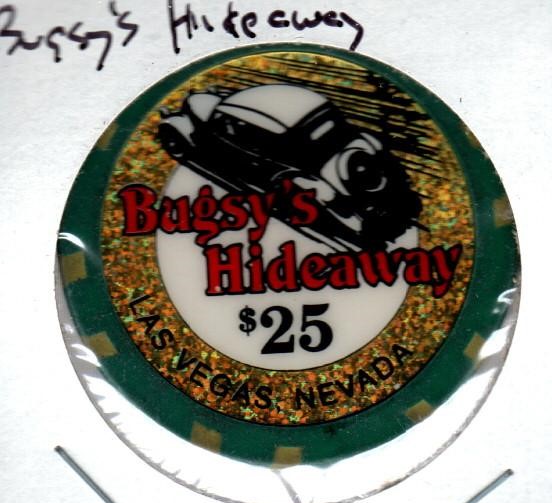 Bugsy's Hideaway
Bugsy's
Hideaway
$25
LAS VEGAS, NEVADA